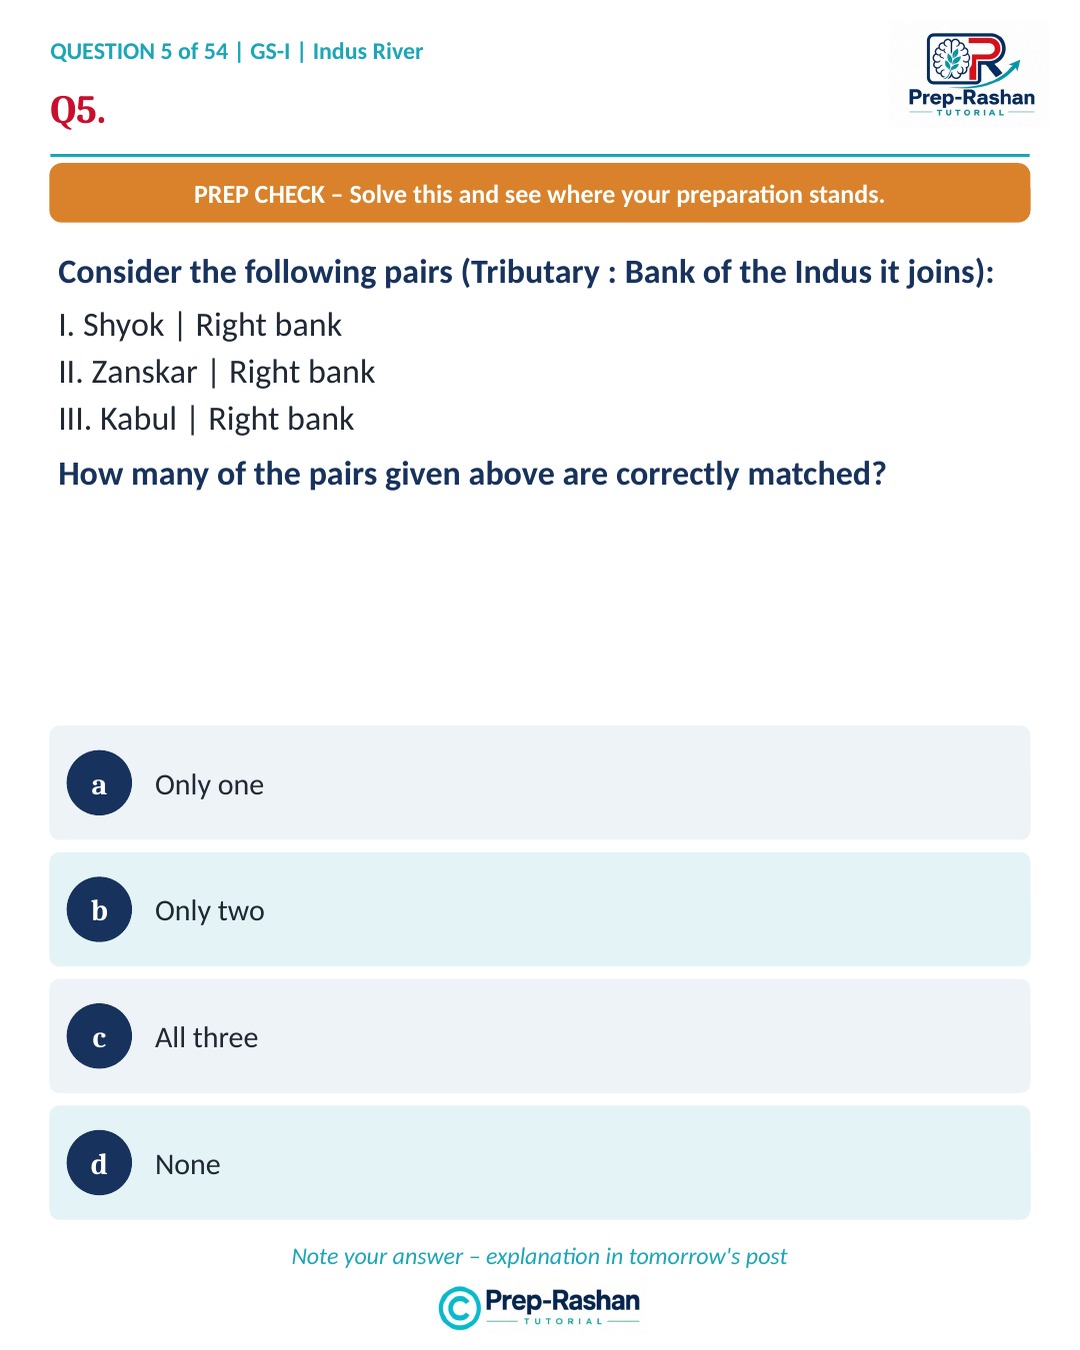 QUESTION 5 of 54 | GS-I | Indus River
Prep-Rashan
TUTORIAL
Q5.
PREP CHECK – Solve this and see where your preparation stands.
Consider the following pairs (Tributary : Bank of the Indus it joins):
I. Shyok | Right bank
II. Zanskar | Right bank
III. Kabul | Right bank
How many of the pairs given above are correctly matched?
a Only one
b Only two
c All three
d None
Note your answer – explanation in tomorrow's post
© Prep-Rashan
TUTORIAL